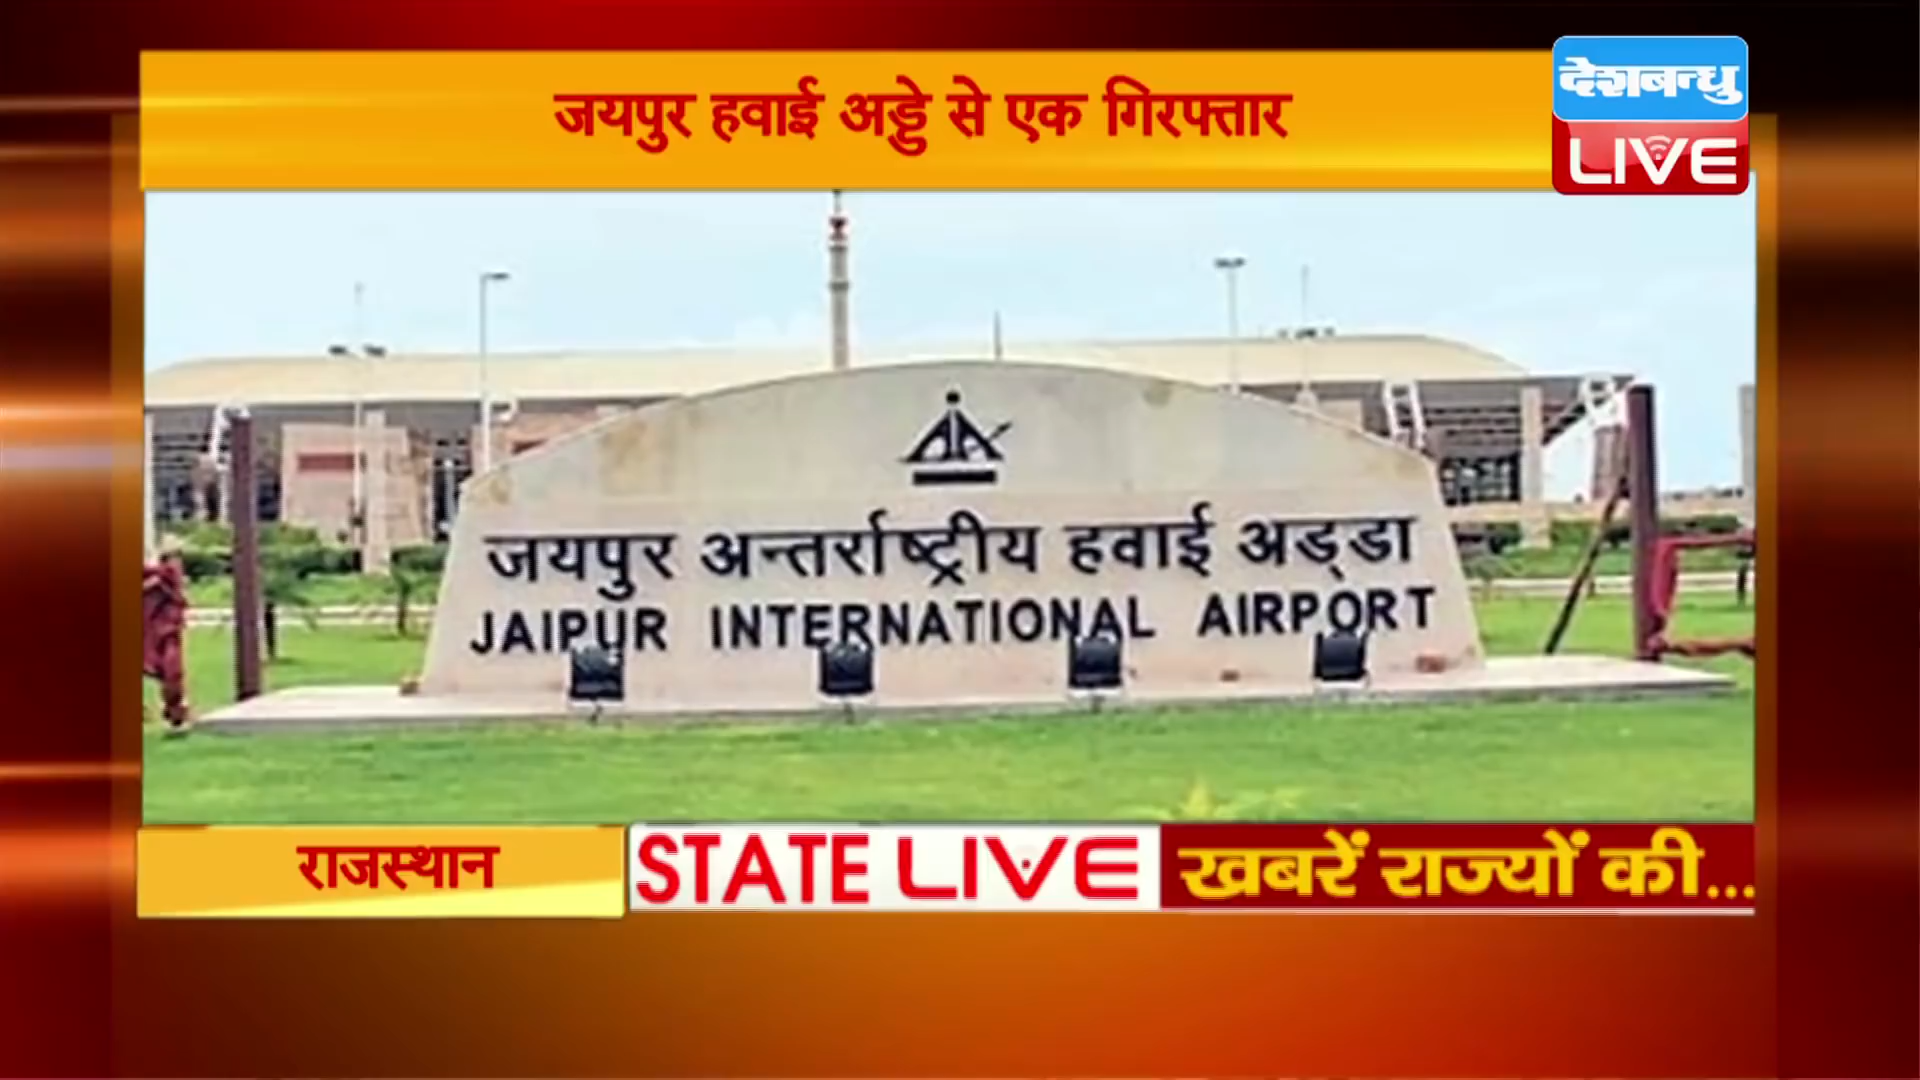 जयपुर हवाई अड्डे से एक गिरफ्तार
देशबन्धु
LIVE
जयपुर अन्तर्राष्ट्रीय हवाई अड्डा
JAIPUR INTERNATIONAL AIRPORT
राजस्थान
STATE LIVE
खबरें राज्यों की...